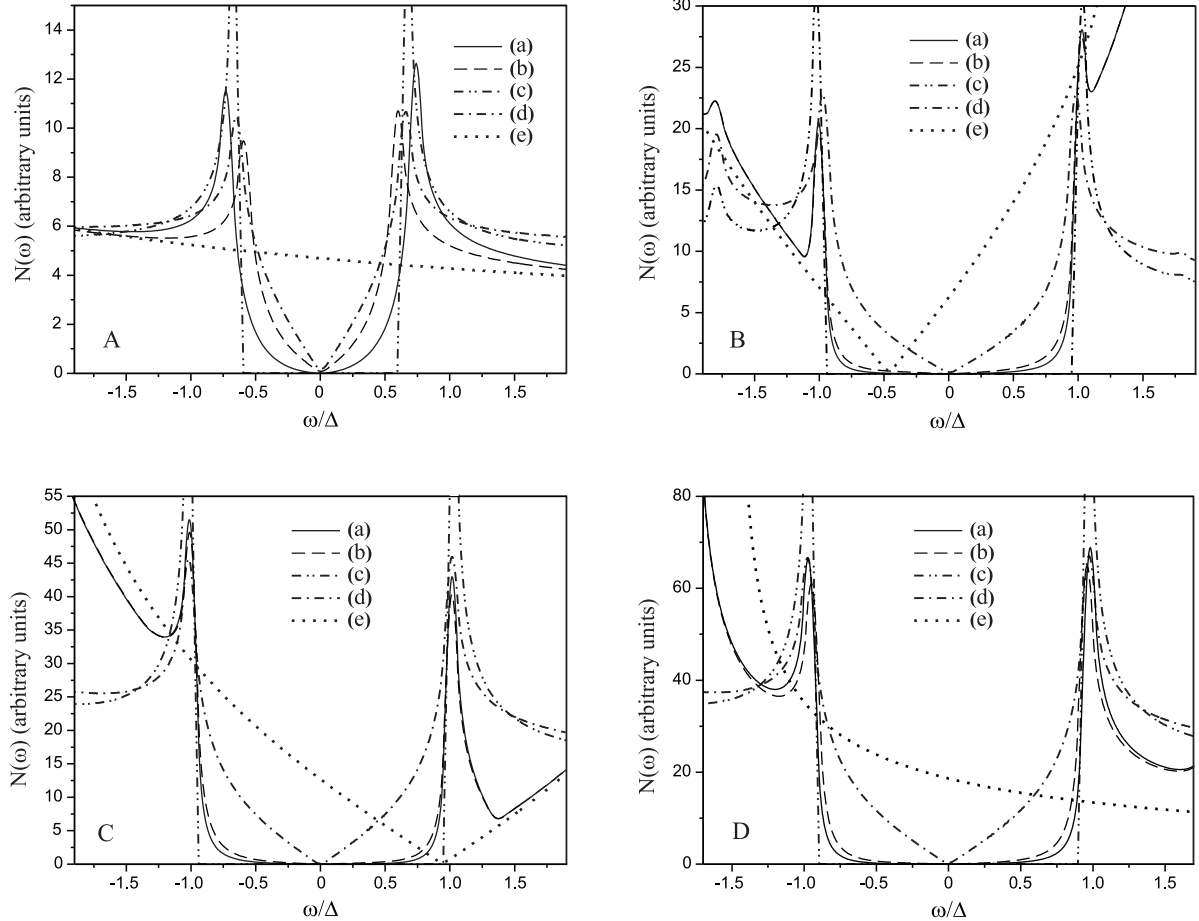 14
12
10
8
6
4
2
0
N(ω) (arbitrary units)
(a)
(b)
(c)
(d)
(e)
A
-1.5 -1.0 -0.5 0 0.5 1.0 1.5
ω/Δ
30
25
20
15
10
5
0
N(ω) (arbitrary units)
(a)
(b)
(c)
(d)
(e)
B
-1.5 -1.0 -0.5 0 0.5 1.0 1.5
ω/Δ
55
50
45
40
35
30
25
20
15
10
5
0
N(ω) (arbitrary units)
(a)
(b)
(c)
(d)
(e)
C
-1.5 -1.0 -0.5 0 0.5 1.0 1.5
ω/Δ
80
60
40
20
0
N(ω) (arbitrary units)
(a)
(b)
(c)
(d)
(e)
D
-1.5 -1.0 -0.5 0 0.5 1.0 1.5
ω/Δ